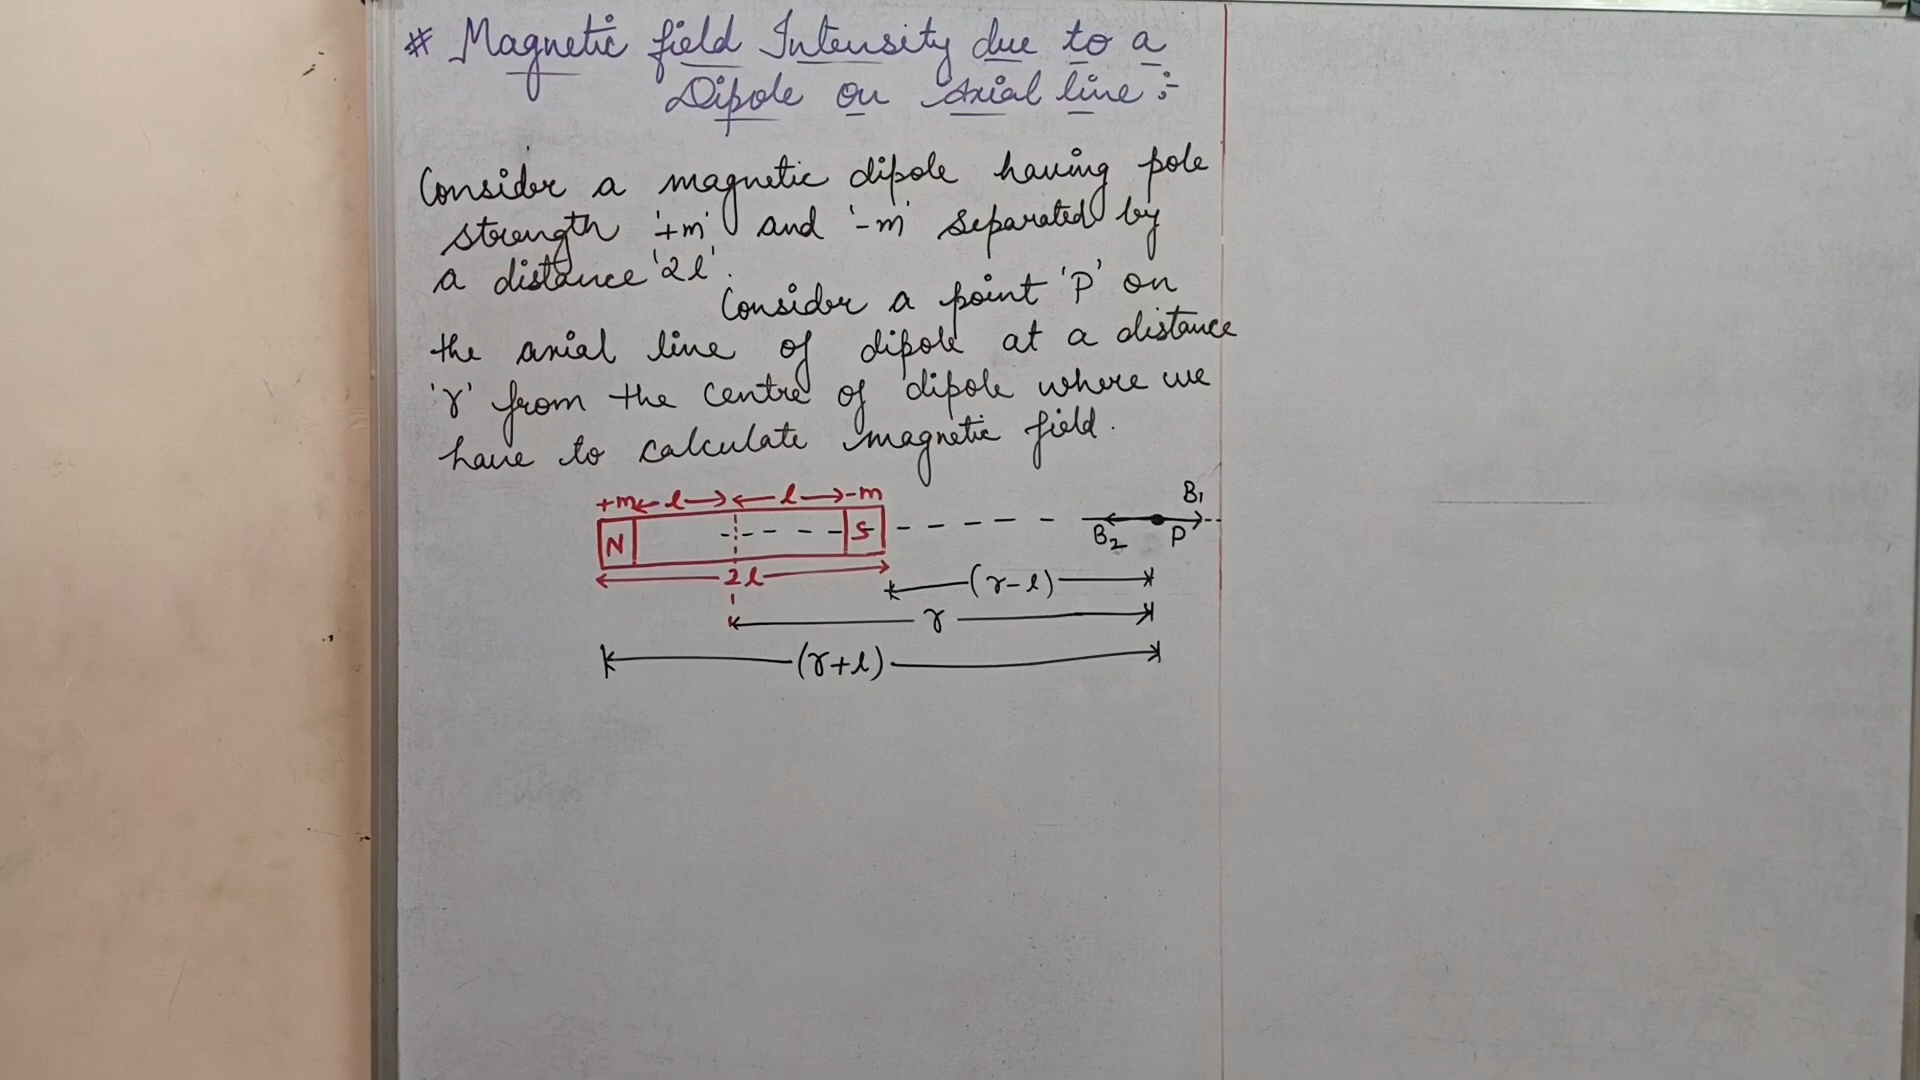 # Magnetic field Intensity due to a
Dipole on Axial line :-
Consider a magnetic dipole having pole
strength '+m' and '-m' separated by
a distance '2l'.
Consider a point 'P' on
the axial line of dipole at a distance
'r' from the centre of dipole where we
have to calculate magnetic field.
+m l l -m
B₁
N S
B₂ P
2l
(r-l)
r
(r+l)